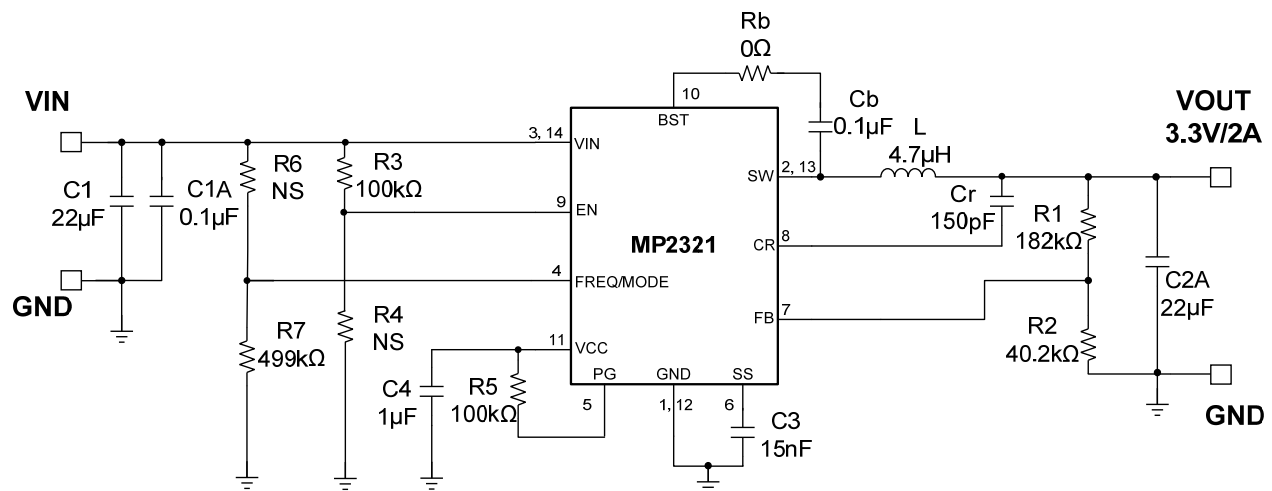 Rb
0Ω
10
BST
VIN
3, 14
VIN
Cb
0.1µF
L
4.7µH
VOUT
3.3V/2A
SW
2, 13
C1
22µF
C1A
0.1µF
R6
NS
R3
100kΩ
9
EN
MP2321
CR
8
Cr
150pF
R1
182kΩ
GND
4
FREQ/MODE
FB
7
C2A
22µF
R7
499kΩ
R4
NS
R2
40.2kΩ
11
VCC
C4
1µF
R5
100kΩ
PG
GND
SS
5
1, 12
6
C3
15nF
GND